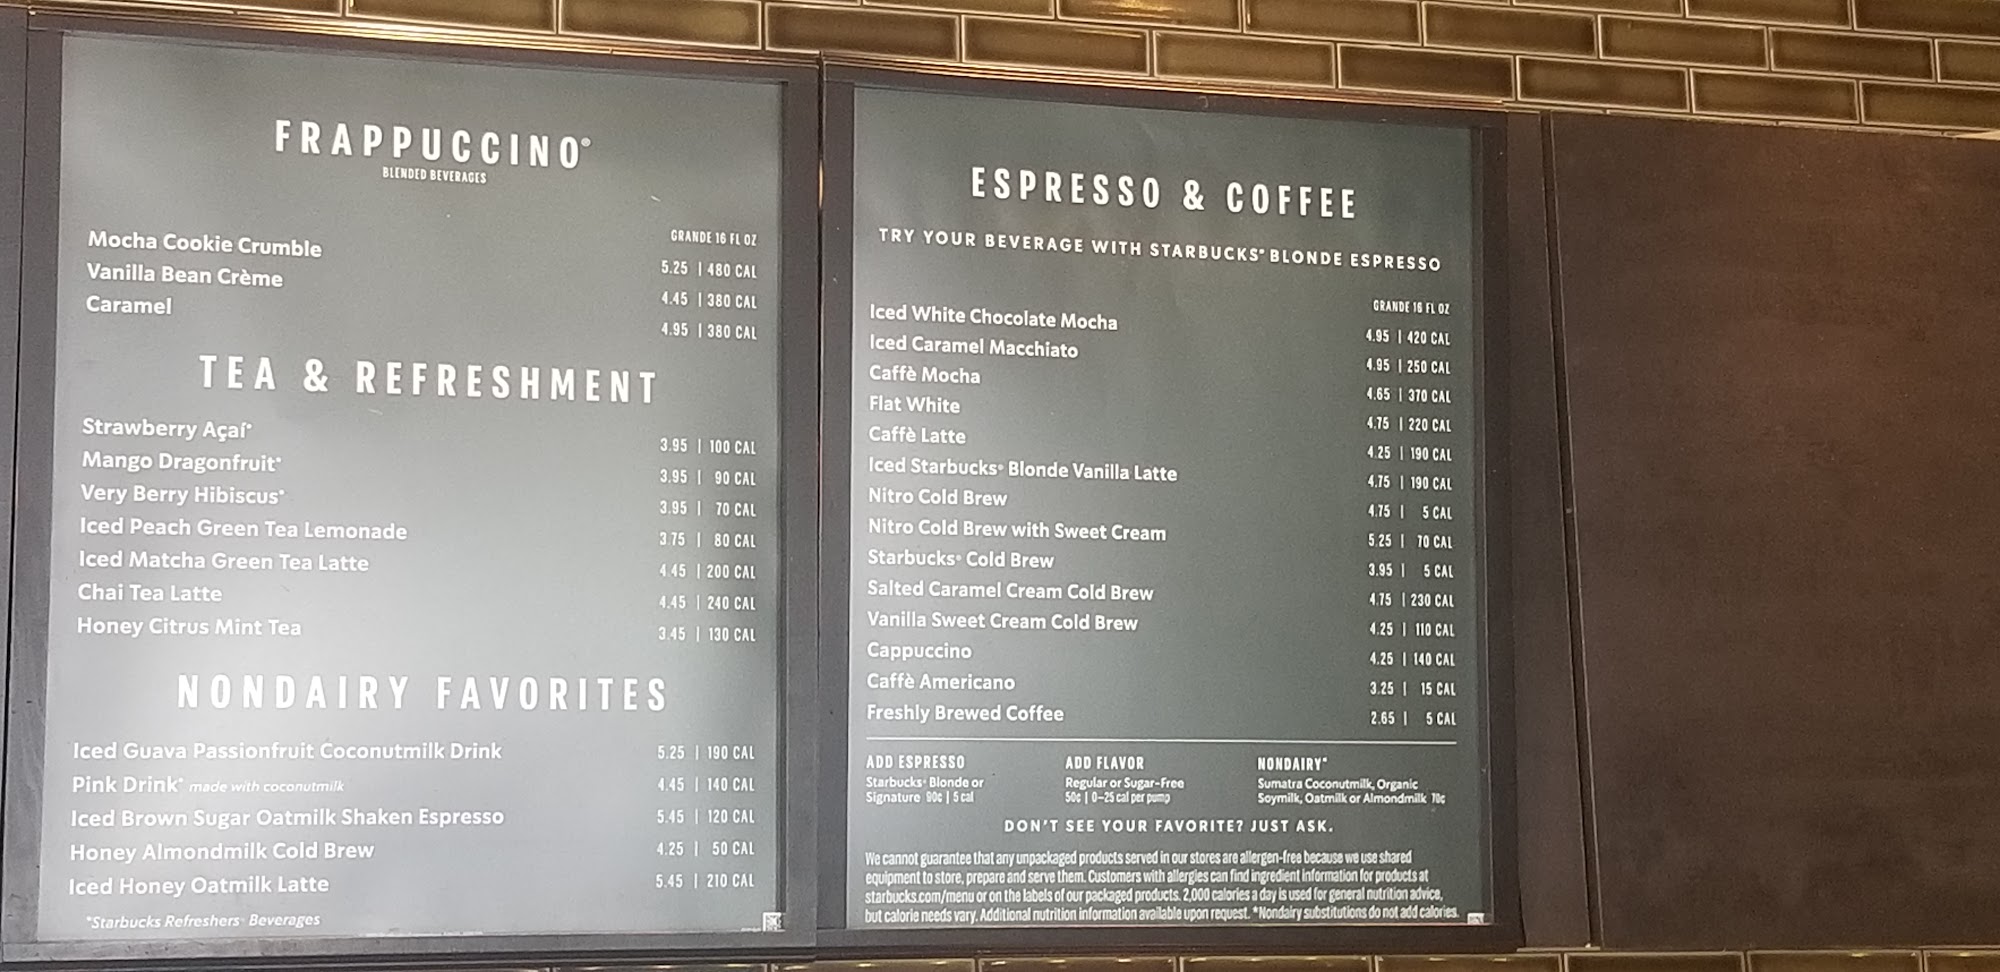 FRAPPUCCINO®
BLENDED BEVERAGES
GRANDE 16 FL OZ
Mocha Cookie Crumble 5.25 | 480 CAL
Vanilla Bean Crème 4.45 | 380 CAL
Caramel 4.95 | 380 CAL
TEA & REFRESHMENT
Strawberry Açaí* 3.95 | 100 CAL
Mango Dragonfruit* 3.95 | 90 CAL
Very Berry Hibiscus* 3.95 | 70 CAL
Iced Peach Green Tea Lemonade 3.75 | 80 CAL
Iced Matcha Green Tea Latte 4.45 | 200 CAL
Chai Tea Latte 4.45 | 240 CAL
Honey Citrus Mint Tea 3.45 | 130 CAL
NONDAIRY FAVORITES
Iced Guava Passionfruit Coconutmilk Drink 5.25 | 190 CAL
Pink Drink* made with coconutmilk 4.45 | 140 CAL
Iced Brown Sugar Oatmilk Shaken Espresso 5.45 | 120 CAL
Honey Almondmilk Cold Brew 4.25 | 50 CAL
Iced Honey Oatmilk Latte 5.45 | 210 CAL
*Starbucks Refreshers® Beverages
ESPRESSO & COFFEE
TRY YOUR BEVERAGE WITH STARBUCKS® BLONDE ESPRESSO
GRANDE 16 FL OZ
Iced White Chocolate Mocha 4.95 | 420 CAL
Iced Caramel Macchiato 4.95 | 250 CAL
Caffè Mocha 4.65 | 370 CAL
Flat White 4.75 | 220 CAL
Caffè Latte 4.25 | 190 CAL
Iced Starbucks® Blonde Vanilla Latte 4.75 | 190 CAL
Nitro Cold Brew 4.75 | 5 CAL
Nitro Cold Brew with Sweet Cream 5.25 | 70 CAL
Starbucks® Cold Brew 3.95 | 5 CAL
Salted Caramel Cream Cold Brew 4.75 | 230 CAL
Vanilla Sweet Cream Cold Brew 4.25 | 110 CAL
Cappuccino 4.25 | 140 CAL
Caffè Americano 3.25 | 15 CAL
Freshly Brewed Coffee 2.65 | 5 CAL
ADD ESPRESSO
Starbucks® Blonde or
Signature 90¢ | 5 cal
ADD FLAVOR
Regular or Sugar-Free
50¢ | 0–25 cal per pump
NONDAIRY*
Sumatra Coconutmilk, Organic
Soymilk, Oatmilk or Almondmilk 70¢
DON'T SEE YOUR FAVORITE? JUST ASK.
We cannot guarantee that any unpackaged products served in our stores are allergen-free because we use shared
equipment to store, prepare and serve them. Customers with allergies can find ingredient information for products at
starbucks.com/menu or on the labels of our packaged products. 2,000 calories a day is used for general nutrition advice,
but calorie needs vary. Additional nutrition information available upon request. *Nondairy substitutions do not add calories.